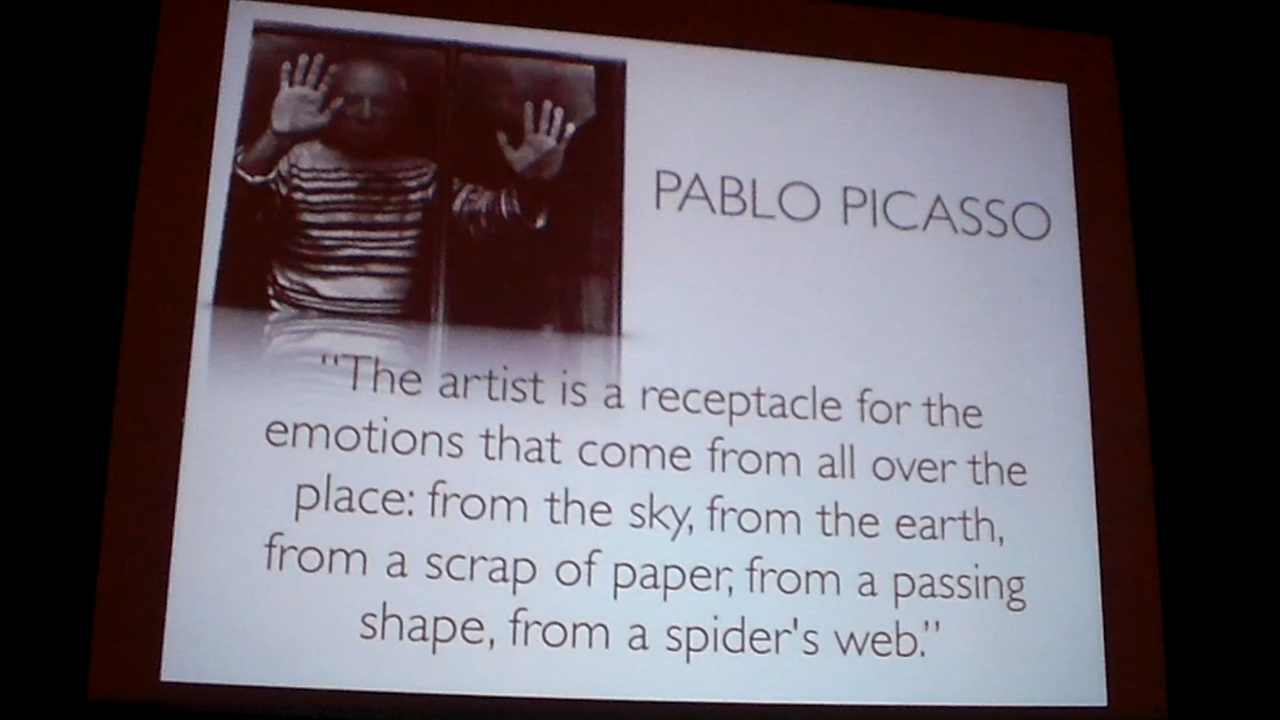 PABLO PICASSO
"The artist is a receptacle for the
emotions that come from all over the
place: from the sky, from the earth,
from a scrap of paper, from a passing
shape, from a spider's web."